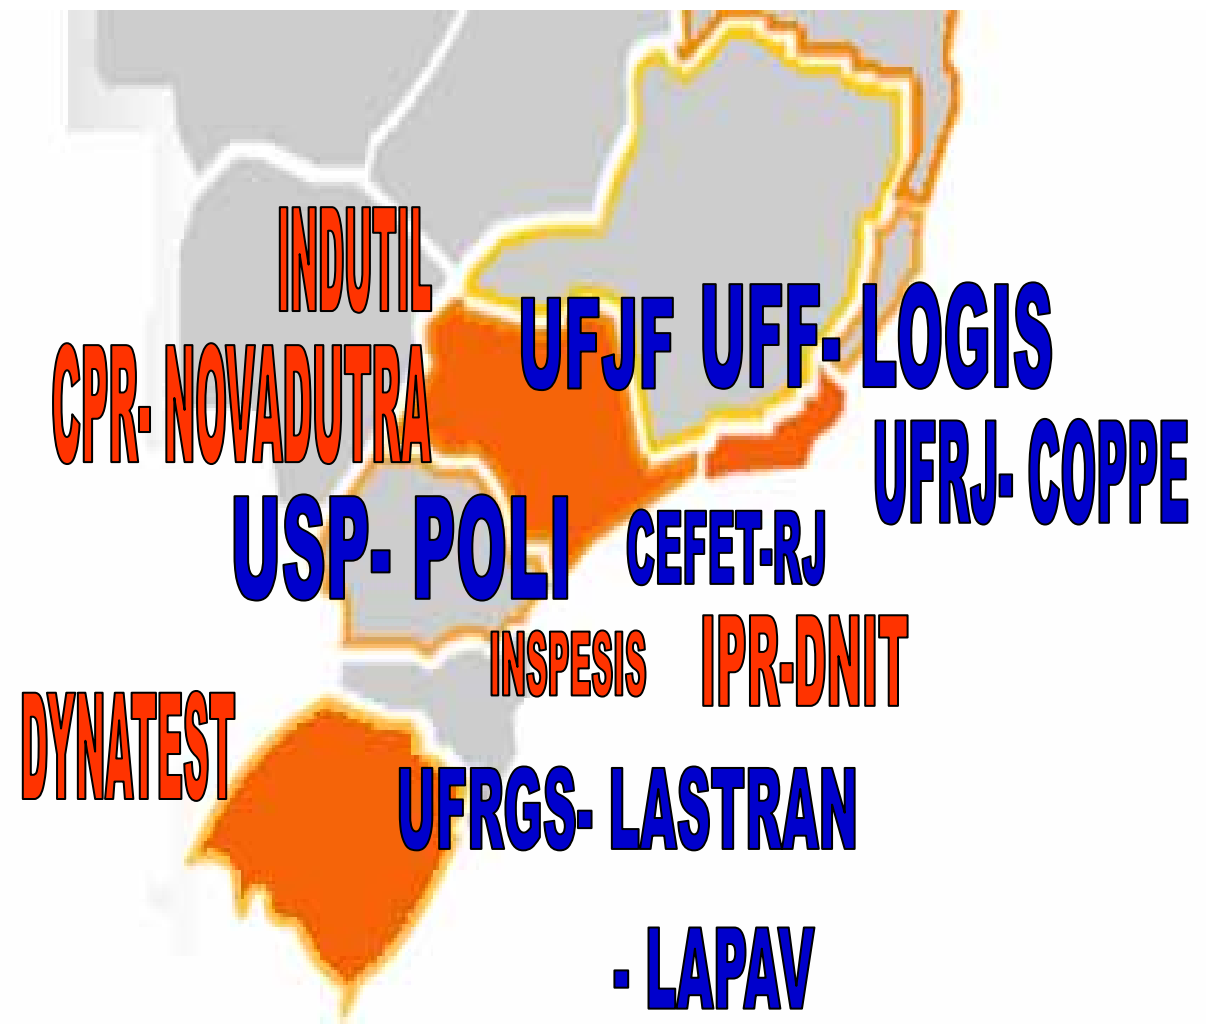 INDUTIL
UFJF UFF- LOGIS
CPR- NOVADUTRA
UFRJ- COPPE
USP- POLI
CEFET-RJ
INSPESIS
IPR-DNIT
DYNATEST
UFRGS- LASTRAN
- LAPAV